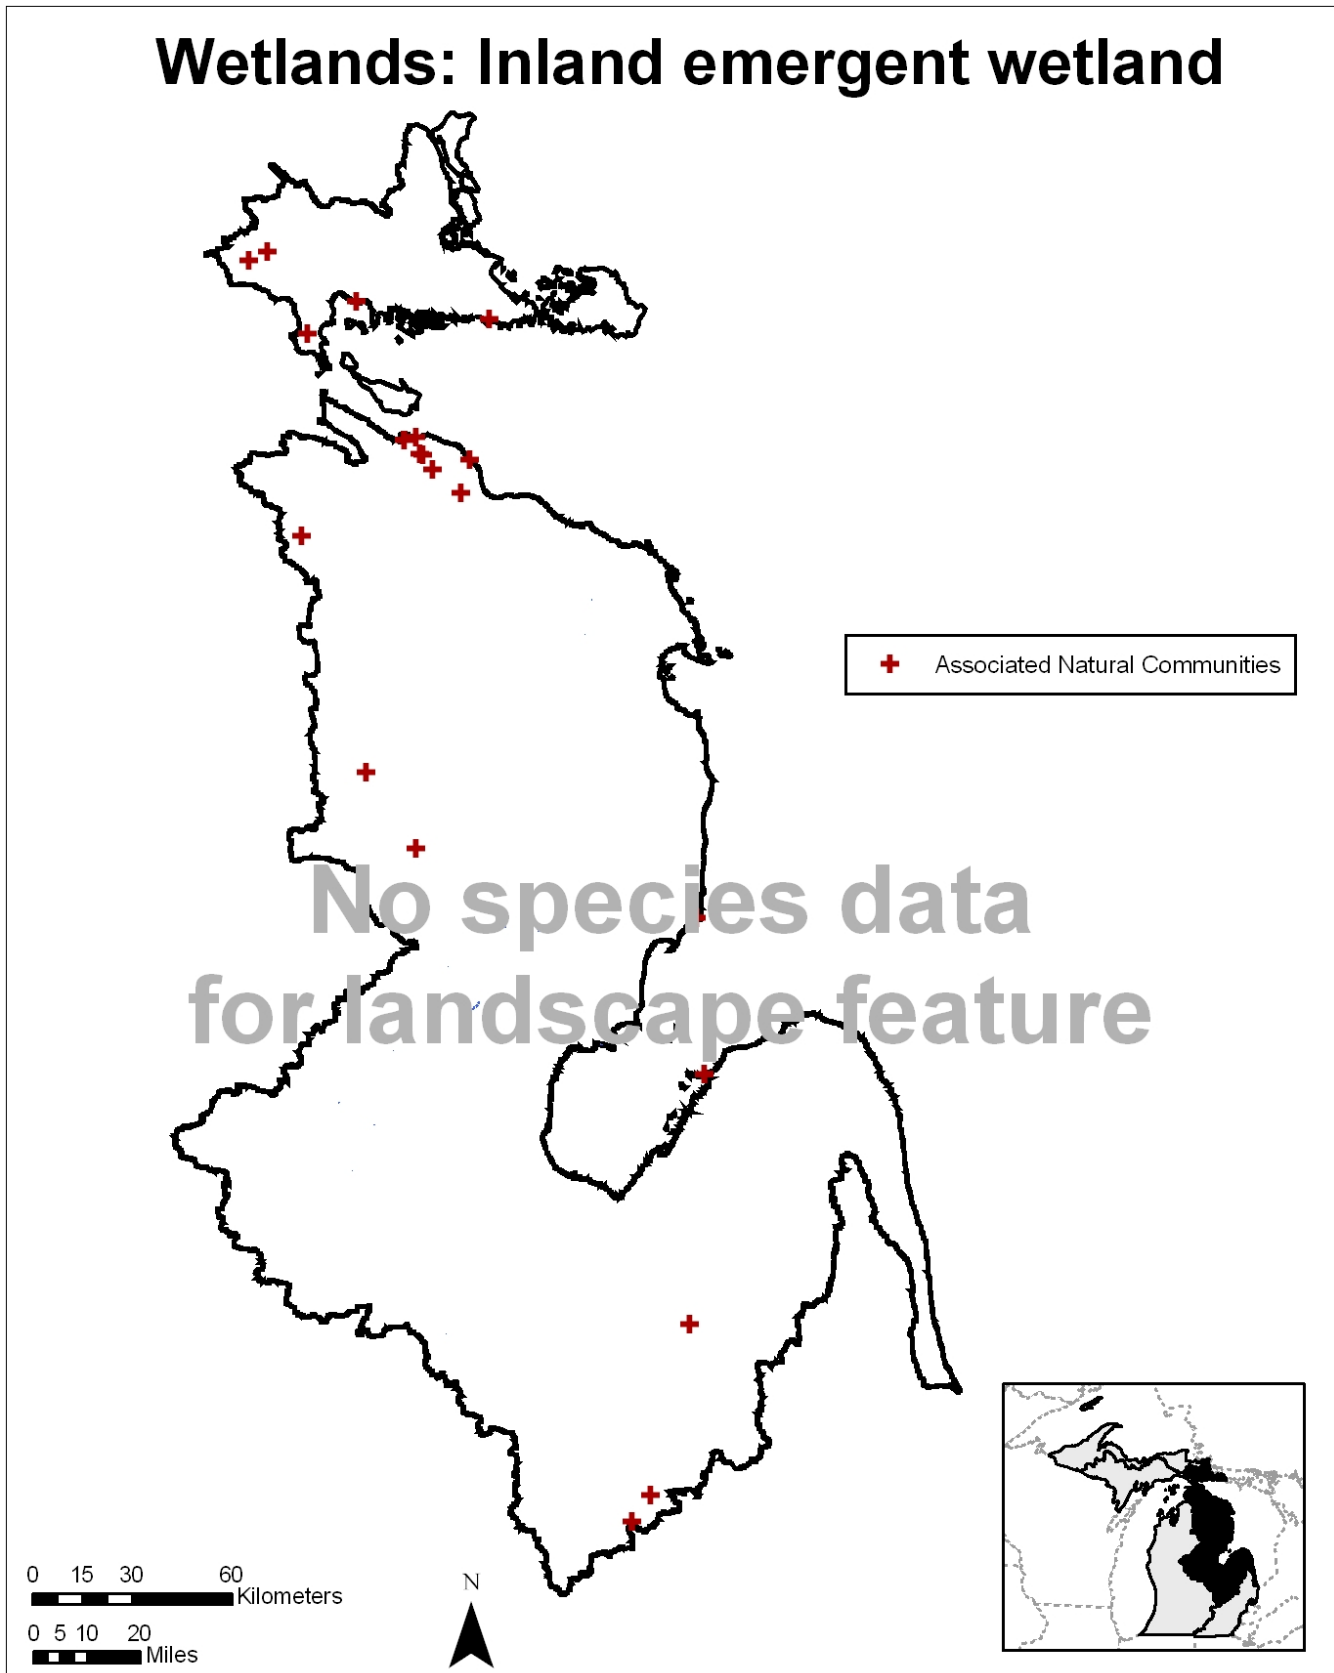 Wetlands: Inland emergent wetland
Associated Natural Communities
No species data
for landscape feature
0 15 30 60
Kilometers
0 5 10 20
Miles
N